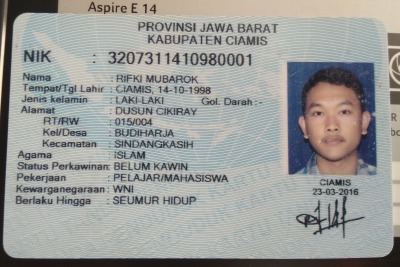 Aspire E 14
PROVINSI JAWA BARAT
KABUPATEN CIAMIS
NIK : 3207311410980001
Nama : RIFKI MUBAROK
Tempat/Tgl Lahir : CIAMIS, 14-10-1998
Jenis kelamin : LAKI-LAKI Gol. Darah :-
Alamat : DUSUN CIKIRAY
RT/RW : 015/004
Kel/Desa : BUDIHARJA
Kecamatan : SINDANGKASIH
Agama : ISLAM
Status Perkawinan: BELUM KAWIN
Pekerjaan : PELAJAR/MAHASISWA
Kewarganegaraan : WNI
Berlaku Hingga : SEUMUR HIDUP
CIAMIS
23-03-2016